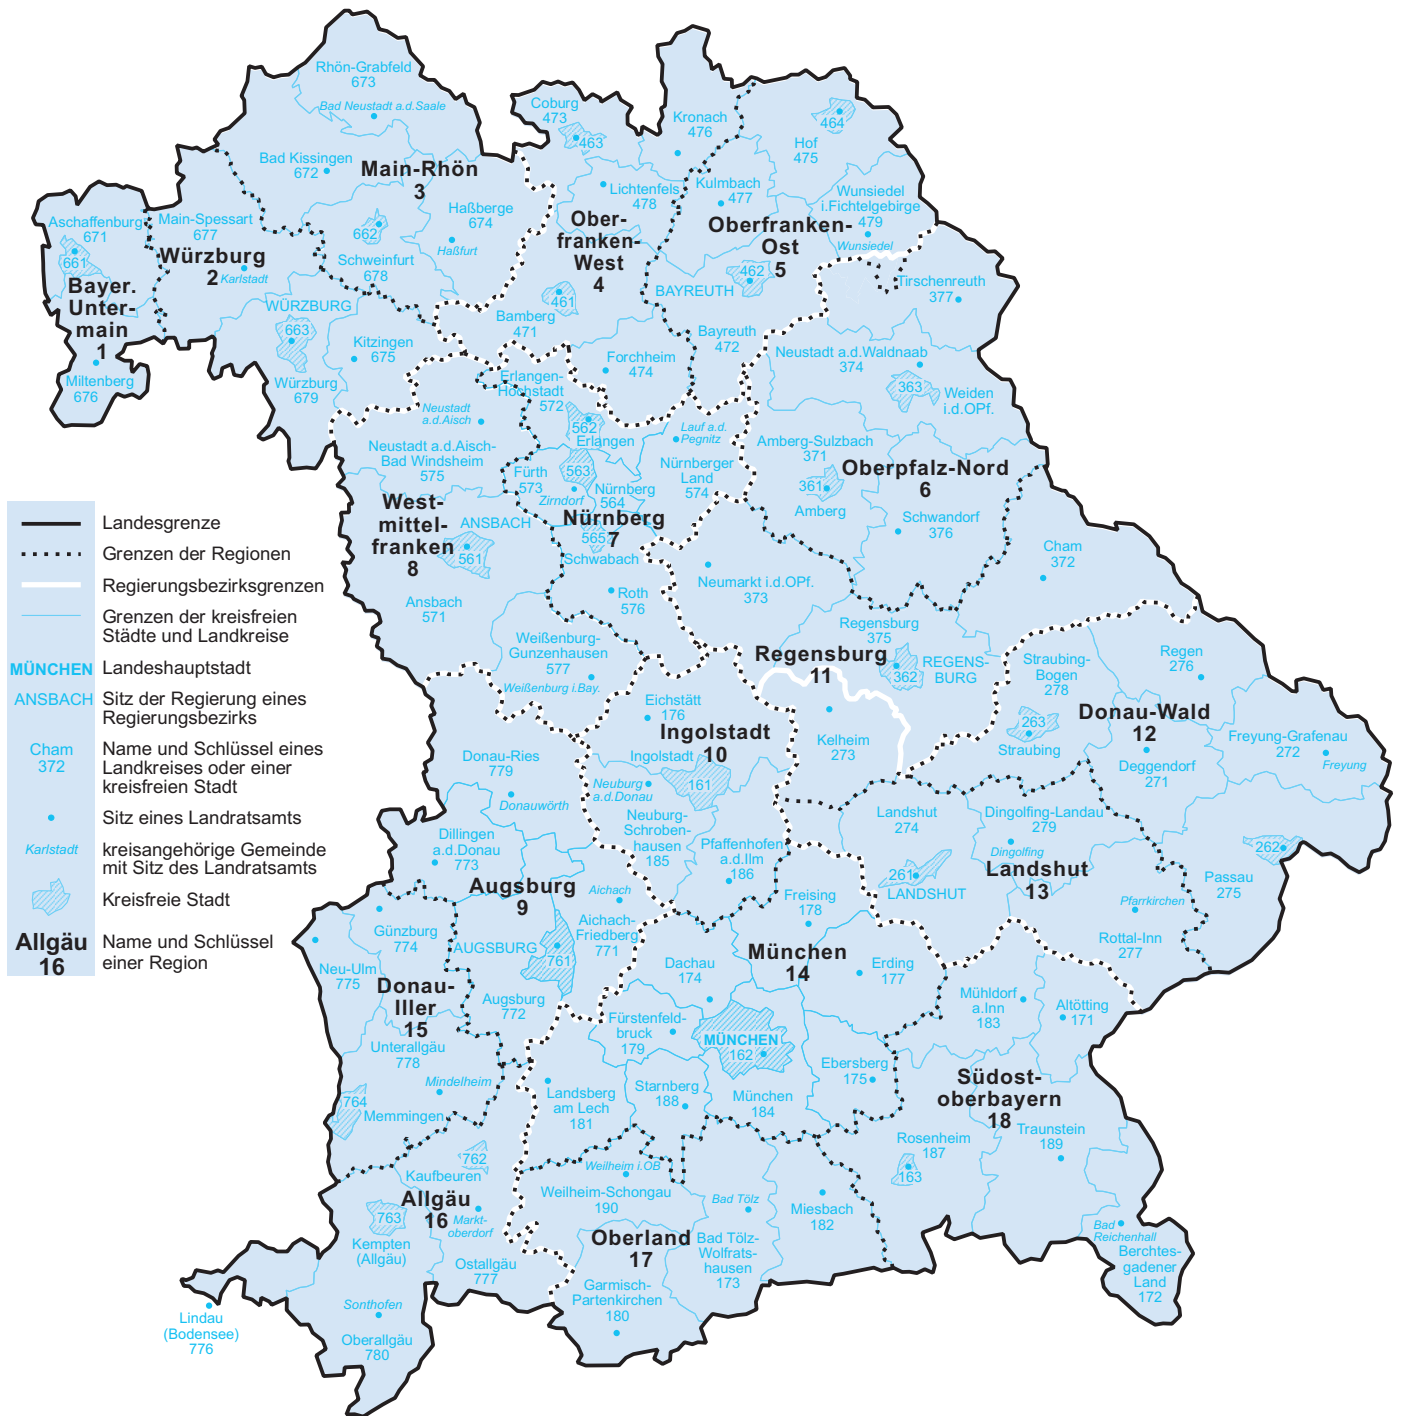 Rhön-Grabfeld
673
Bad Neustadt a.d.Saale
Bad Kissingen
672
Main-Rhön
3
Haßberge
674
Haßfurt
662
Schweinfurt
678
Aschaffenburg
671
661
Bayer.
Unter-
main
1
Miltenberg
676
Main-Spessart
677
Würzburg
2
Karlstadt
WÜRZBURG
663
Würzburg
679
Kitzingen
675
Coburg
473
463
Kronach
476
Lichtenfels
478
Ober-
franken-
West
4
461
Bamberg
471
Forchheim
474
464
Hof
475
Kulmbach
477
Wunsiedel
i.Fichtelgebirge
479
Wunsiedel
Oberfranken-
Ost
5
462
BAYREUTH
Bayreuth
472
Tirschenreuth
377
Neustadt a.d.Waldnaab
374
363
Weiden
i.d.OPf.
Amberg-Sulzbach
371
Oberpfalz-Nord
6
361
Amberg
Schwandorf
376
Erlangen-
Höchstadt
572
562
Erlangen
Lauf a.d.
Pegnitz
Nürnberger
Land
574
Fürth
573
563
Zirndorf
Nürnberg
564
Nürnberg
7
565
Schwabach
Roth
576
Neustadt
a.d.Aisch
Neustadt a.d.Aisch-
Bad Windsheim
575
West-
mittel-
franken
8
ANSBACH
561
Ansbach
571
Weißenburg-
Gunzenhausen
577
Weißenburg i.Bay.
Neumarkt i.d.OPf.
373
Cham
372
Regensburg
375
Regensburg
11
362
REGENS-
BURG
Kelheim
273
Straubing-
Bogen
278
263
Straubing
Regen
276
Donau-Wald
12
Deggendorf
271
Freyung-Grafenau
272
Freyung
262
Passau
275
Landesgrenze
Grenzen der Regionen
Regierungsbezirksgrenzen
Grenzen der kreisfreien
Städte und Landkreise
MÜNCHEN
Landeshauptstadt
ANSBACH
Sitz der Regierung eines
Regierungsbezirks
Cham
372
Name und Schlüssel eines
Landkreises oder einer
kreisfreien Stadt
Sitz eines Landratsamts
Karlstadt
kreisangehörige Gemeinde
mit Sitz des Landratsamts
Kreisfreie Stadt
Allgäu
16
Name und Schlüssel
einer Region
Eichstätt
176
Ingolstadt
10
Ingolstadt
161
Neuburg
a.d.Donau
Neuburg-
Schroben-
hausen
185
Pfaffenhofen
a.d.Ilm
186
Donau-Ries
779
Donauwörth
Dillingen
a.d.Donau
773
Augsburg
9
Aichach
Aichach-
Friedberg
771
AUGSBURG
761
Augsburg
772
Landshut
274
261
LANDSHUT
Dingolfing-Landau
279
Dingolfing
Landshut
13
Pfarrkirchen
Rottal-Inn
277
Günzburg
774
Neu-Ulm
775
Donau-
Iller
15
Unterallgäu
778
Mindelheim
764
Memmingen
Freising
178
München
14
Dachau
174
Erding
177
Fürstenfeld-
bruck
179
MÜNCHEN
162
Ebersberg
175
Landsberg
am Lech
181
Starnberg
188
München
184
Mühldorf
a.Inn
183
Altötting
171
Südost-
oberbayern
18
Traunstein
189
Rosenheim
187
163
Bad
Reichenhall
Berchtes-
gadener
Land
172
762
Kaufbeuren
Allgäu
16
763
Kempten
(Allgäu)
Markt-
oberdorf
Ostallgäu
777
Sonthofen
Oberallgäu
780
Lindau
(Bodensee)
776
Weilheim i.OB
Weilheim-Schongau
190
Oberland
17
Garmisch-
Partenkirchen
180
Bad Tölz
Bad Tölz-
Wolfrats-
hausen
173
Miesbach
182